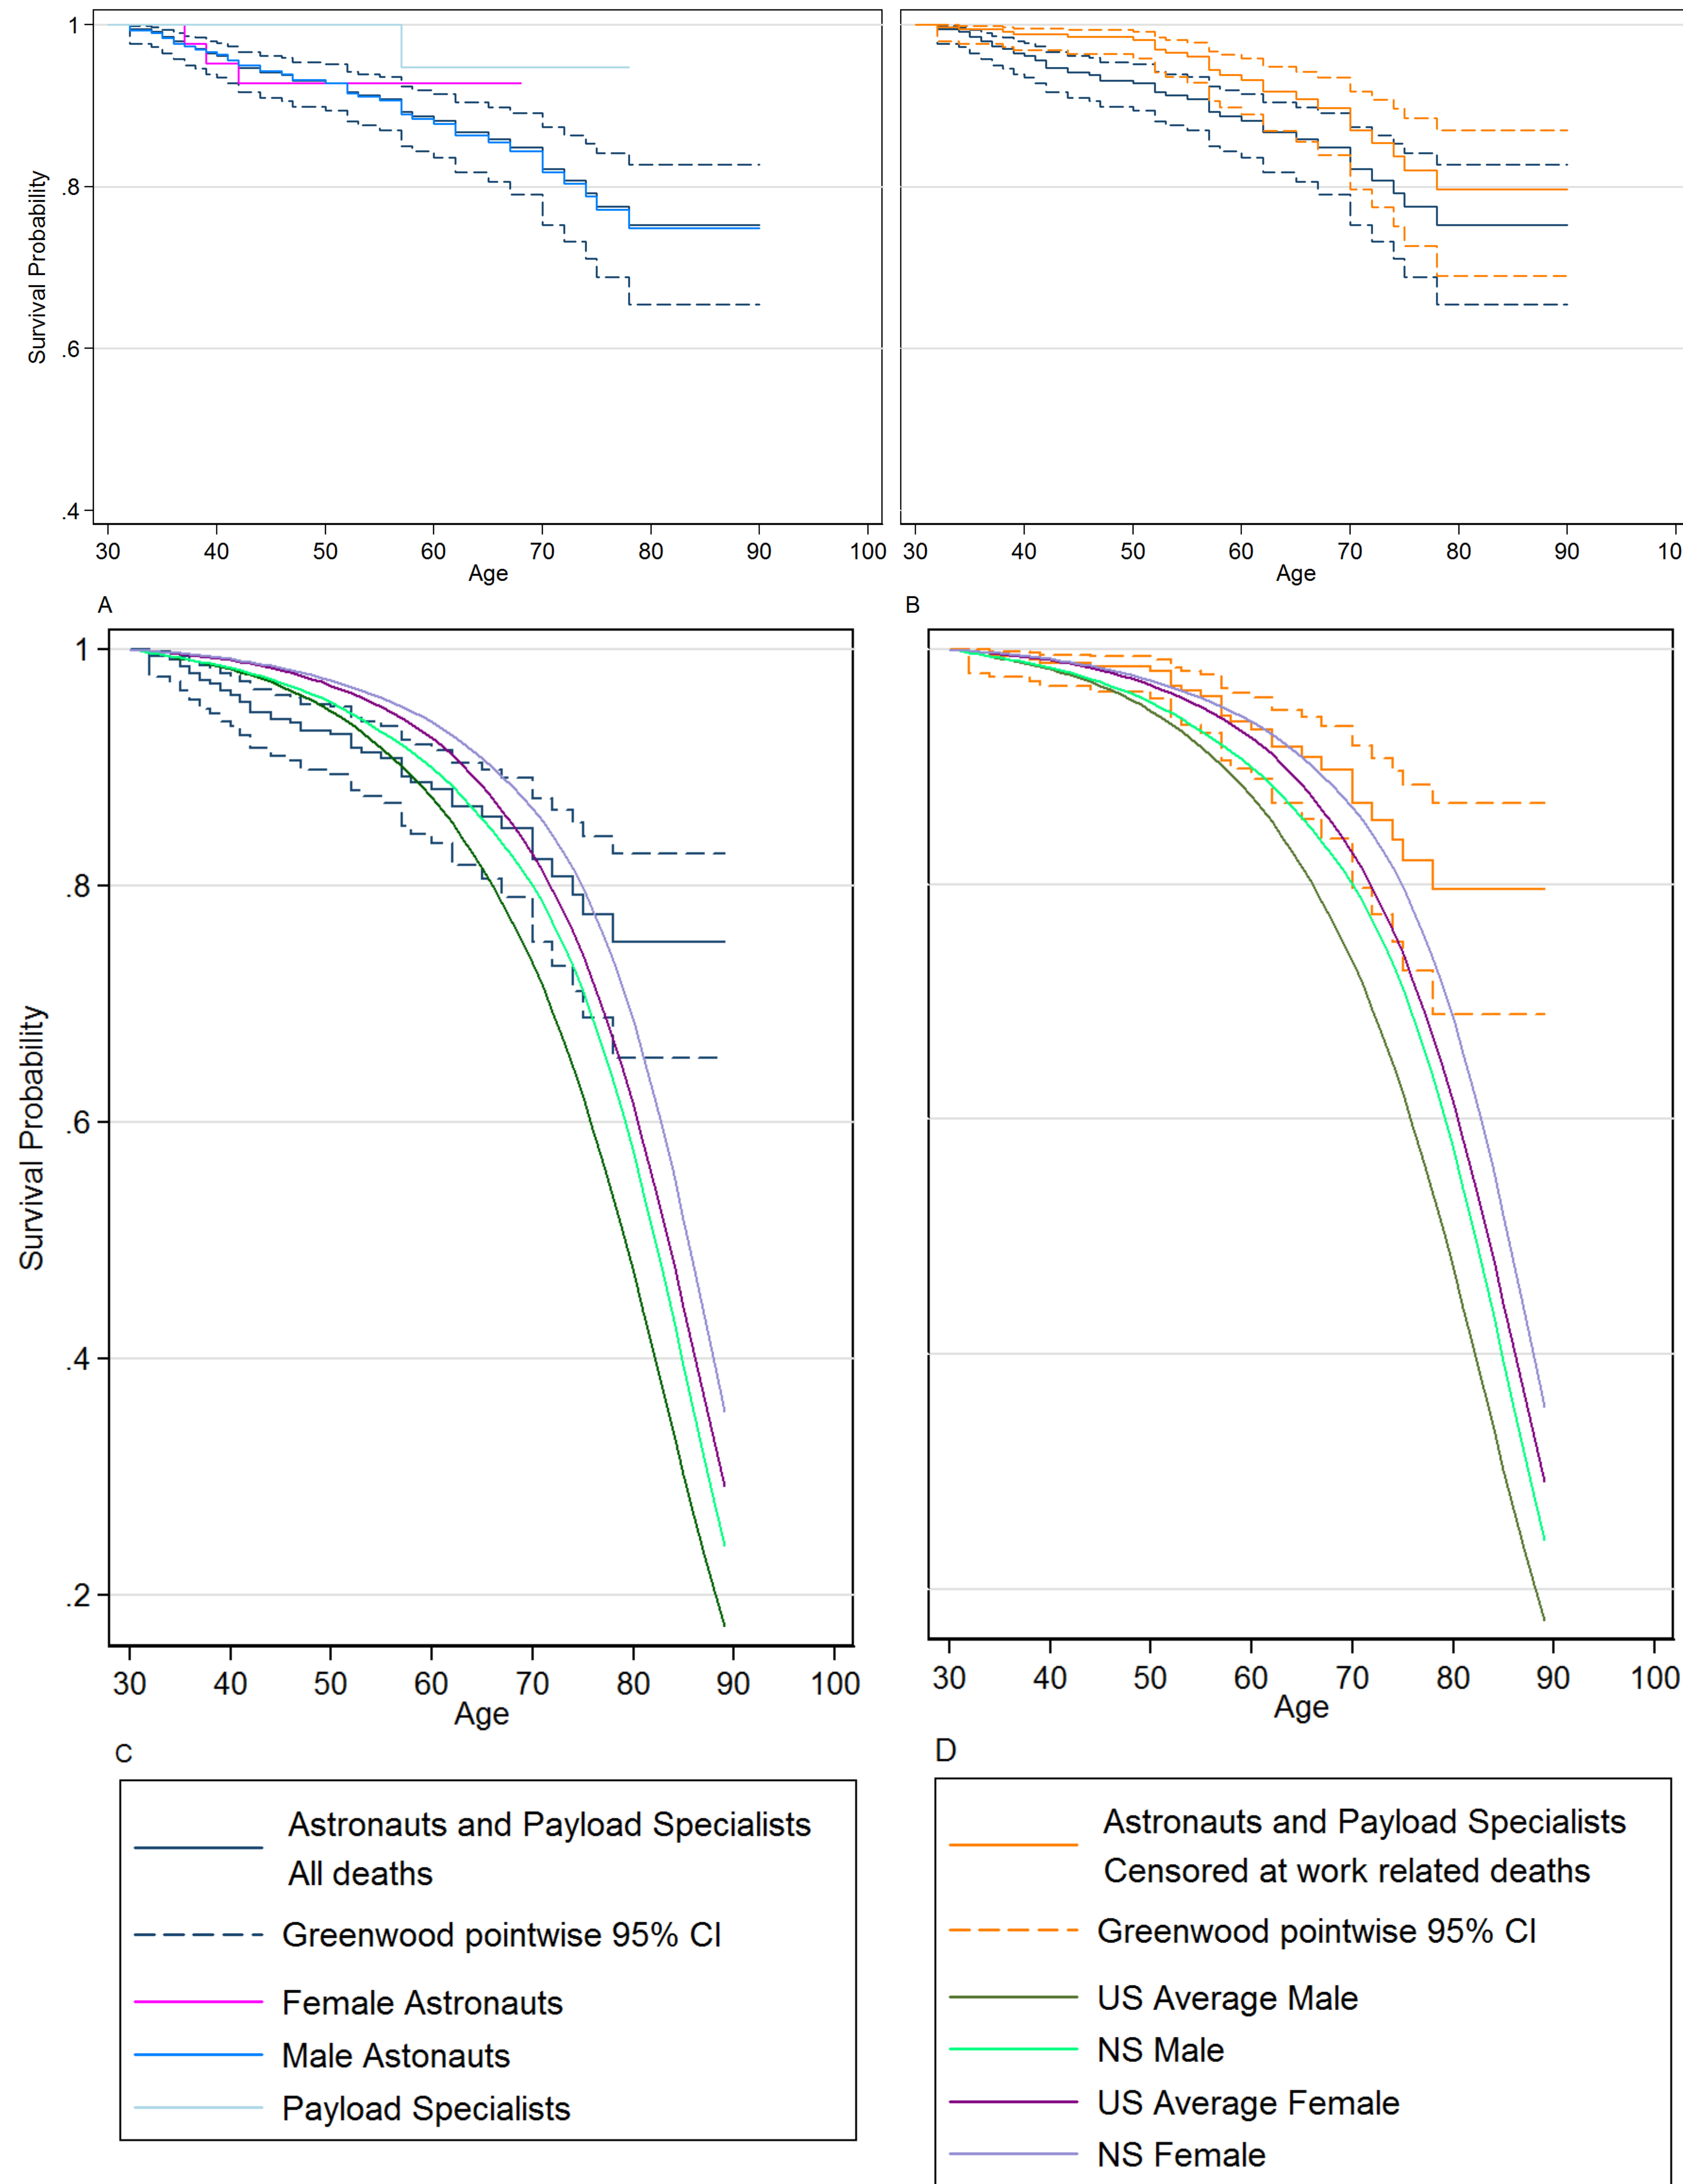 1
.8
.6
.4
Survival Probability
30 40 50 60 70 80 90 100
Age
30 40 50 60 70 80 90 10
Age
A
B
1
.8
.6
.4
.2
Survival Probability
30 40 50 60 70 80 90 100
Age
30 40 50 60 70 80 90 100
Age
C
D
Astronauts and Payload Specialists
All deaths
Greenwood pointwise 95% CI
Female Astronauts
Male Astonauts
Payload Specialists
Astronauts and Payload Specialists
Censored at work related deaths
Greenwood pointwise 95% CI
US Average Male
NS Male
US Average Female
NS Female